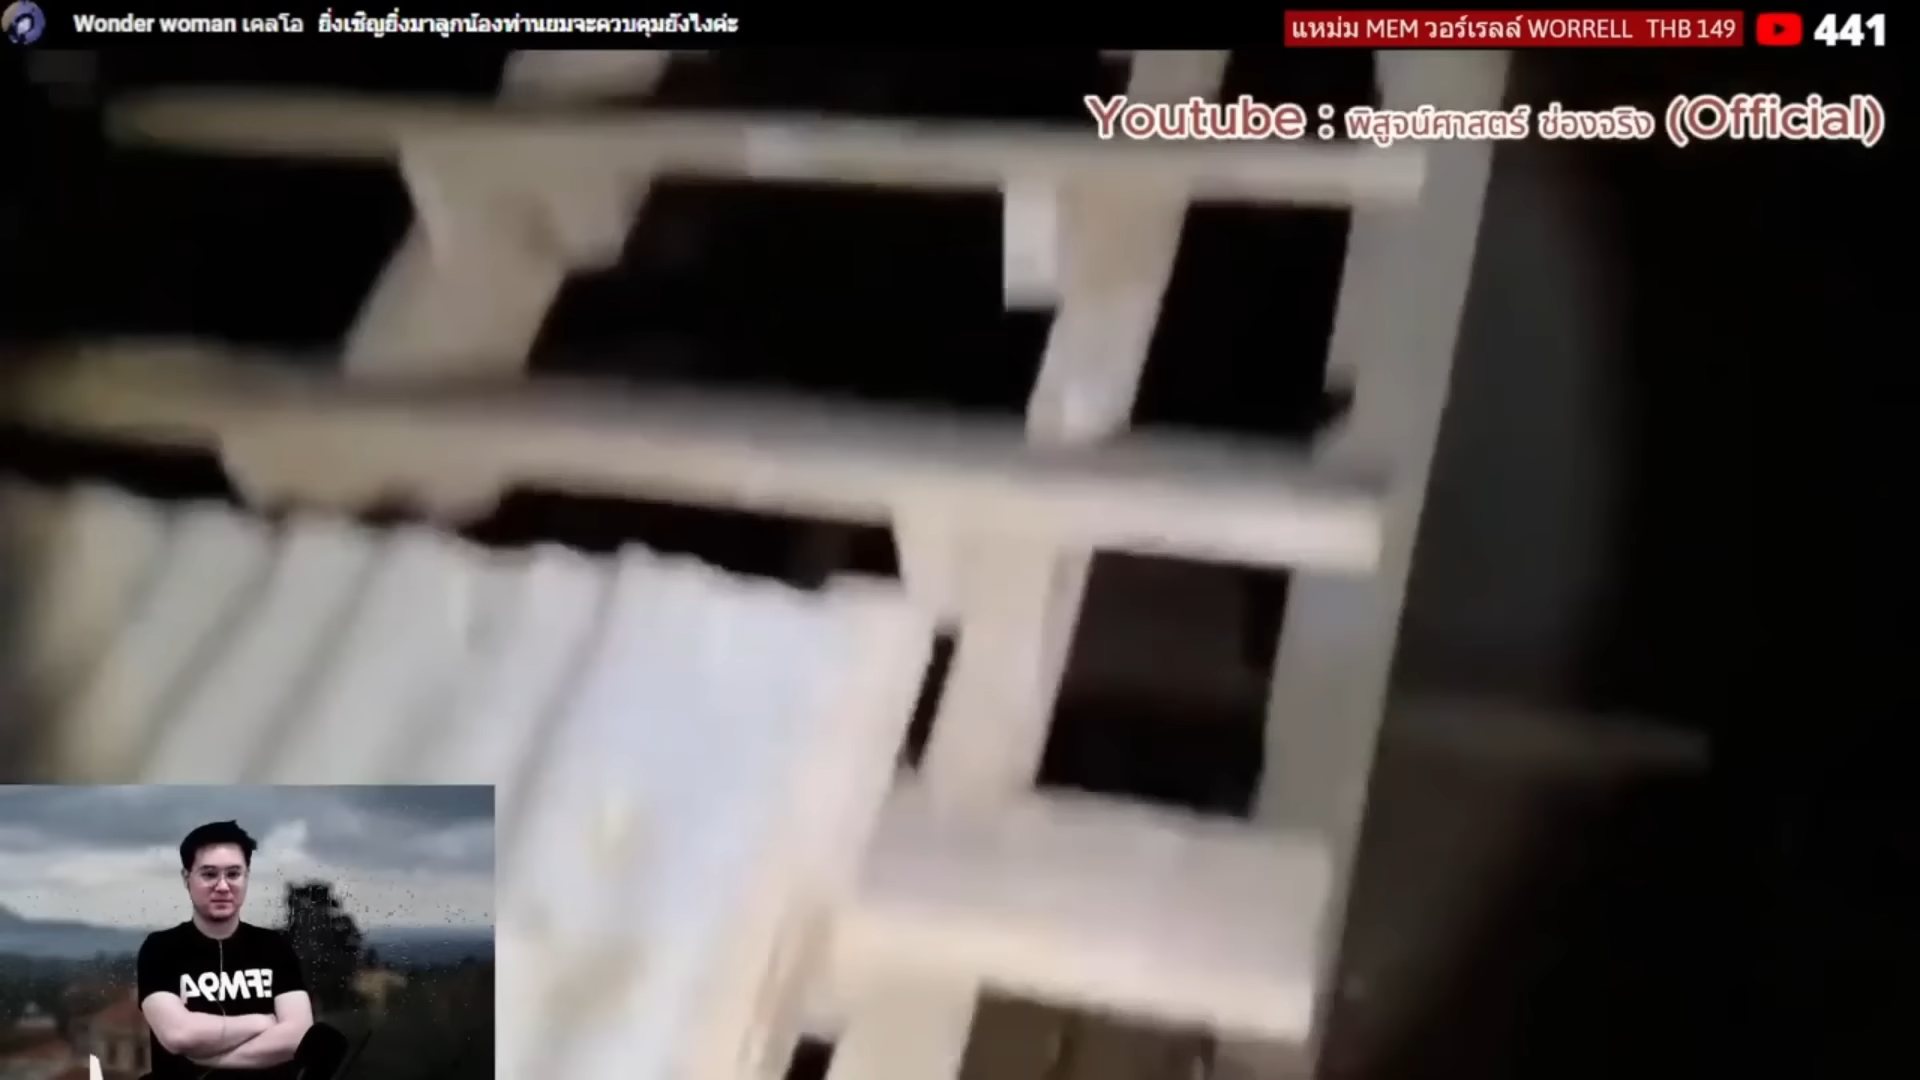 Wonder woman เคลโอ ยิ่งเชิญยิ่งมาลูกน้องท่านยมจะควบคุมยังไงค่ะ
แหม่ม MEM วอร์เรลล์ WORRELL THB 149
441
Youtube : พิสูจน์ศาสตร์ ช่องจริง (Official)
EFM94